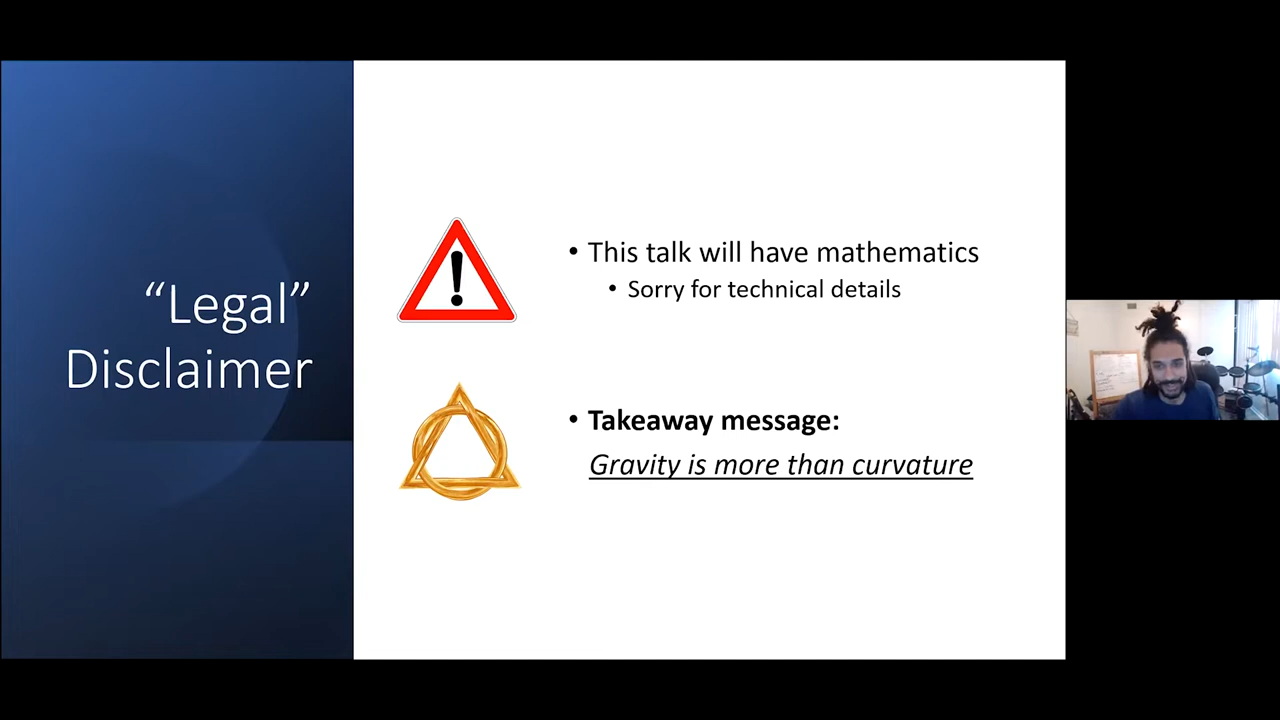 “Legal”
Disclaimer
• This talk will have mathematics
• Sorry for technical details
• Takeaway message:
Gravity is more than curvature